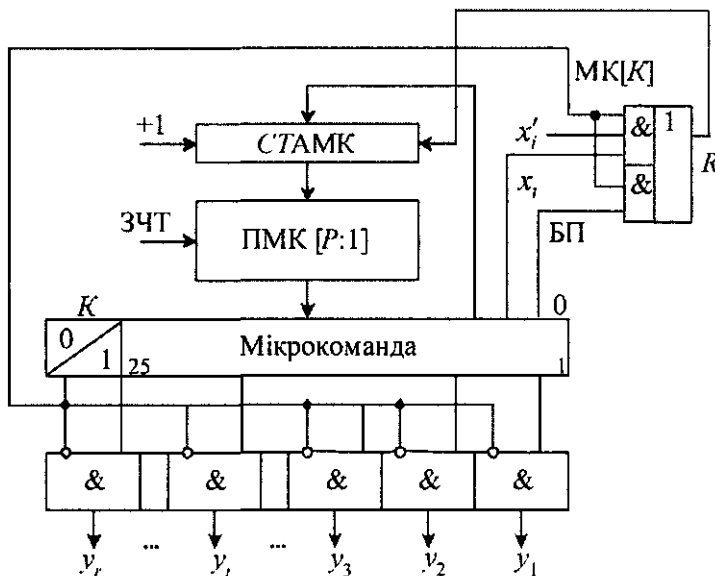 МК[K]
+1
СТАМК
x'ᵢ
& 1
R
xᵢ
&
ЗЧТ
ПМК [P:1]
БП
K
0
0
1
25
Мікрокоманда
1
& & & & &
... ...
yᵣ yₜ y₃ y₂ y₁